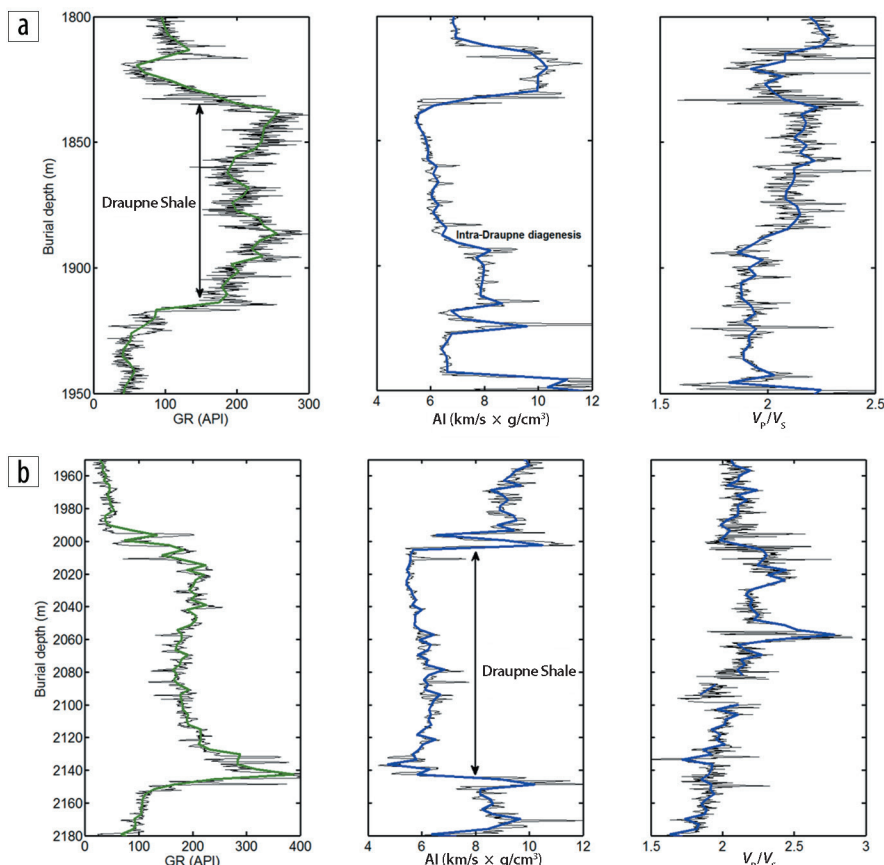 a
1800
1850
1900
1950
Burial depth (m)
Draupne Shale
0 100 200 300
GR (API)
Intra-Draupne diagenesis
4 6 8 10 12
AI (km/s × g/cm³)
1.5 2 2.5
VP/VS
b
1960
1980
2000
2020
2040
2060
2080
2100
2120
2140
2160
2180
Burial depth (m)
0 100 200 300 400
GR (API)
Draupne Shale
4 6 8 10 12
AI (km/s × g/cm³)
1.5 2 2.5 3
VP/VS